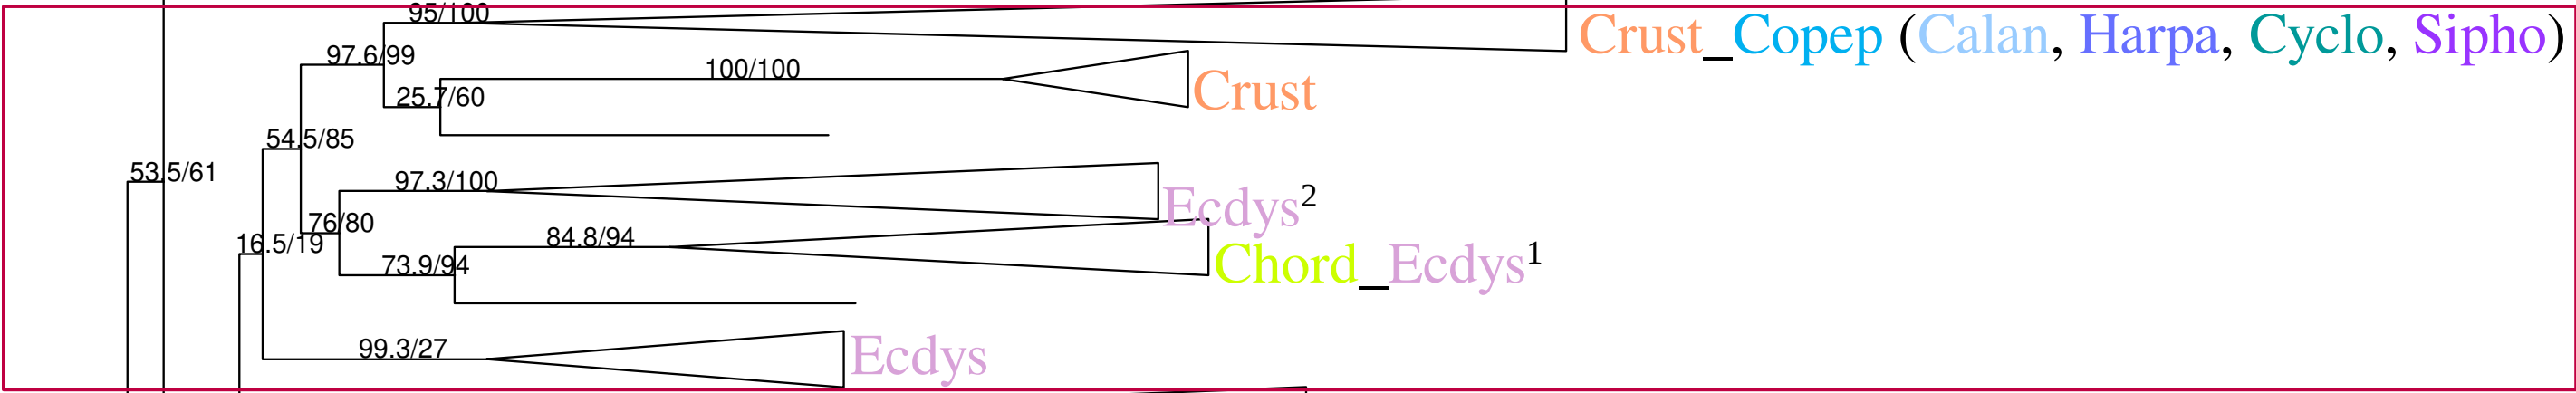 95/100
Crust_Copep (Calan, Harpa, Cyclo, Sipho)
97.6/99
100/100
Crust
25.7/60
54.5/85
53.5/61
97.3/100
Ecdys²
76/80
16.5/19
84.8/94
Chord_Ecdys¹
73.9/94
99.3/27
Ecdys